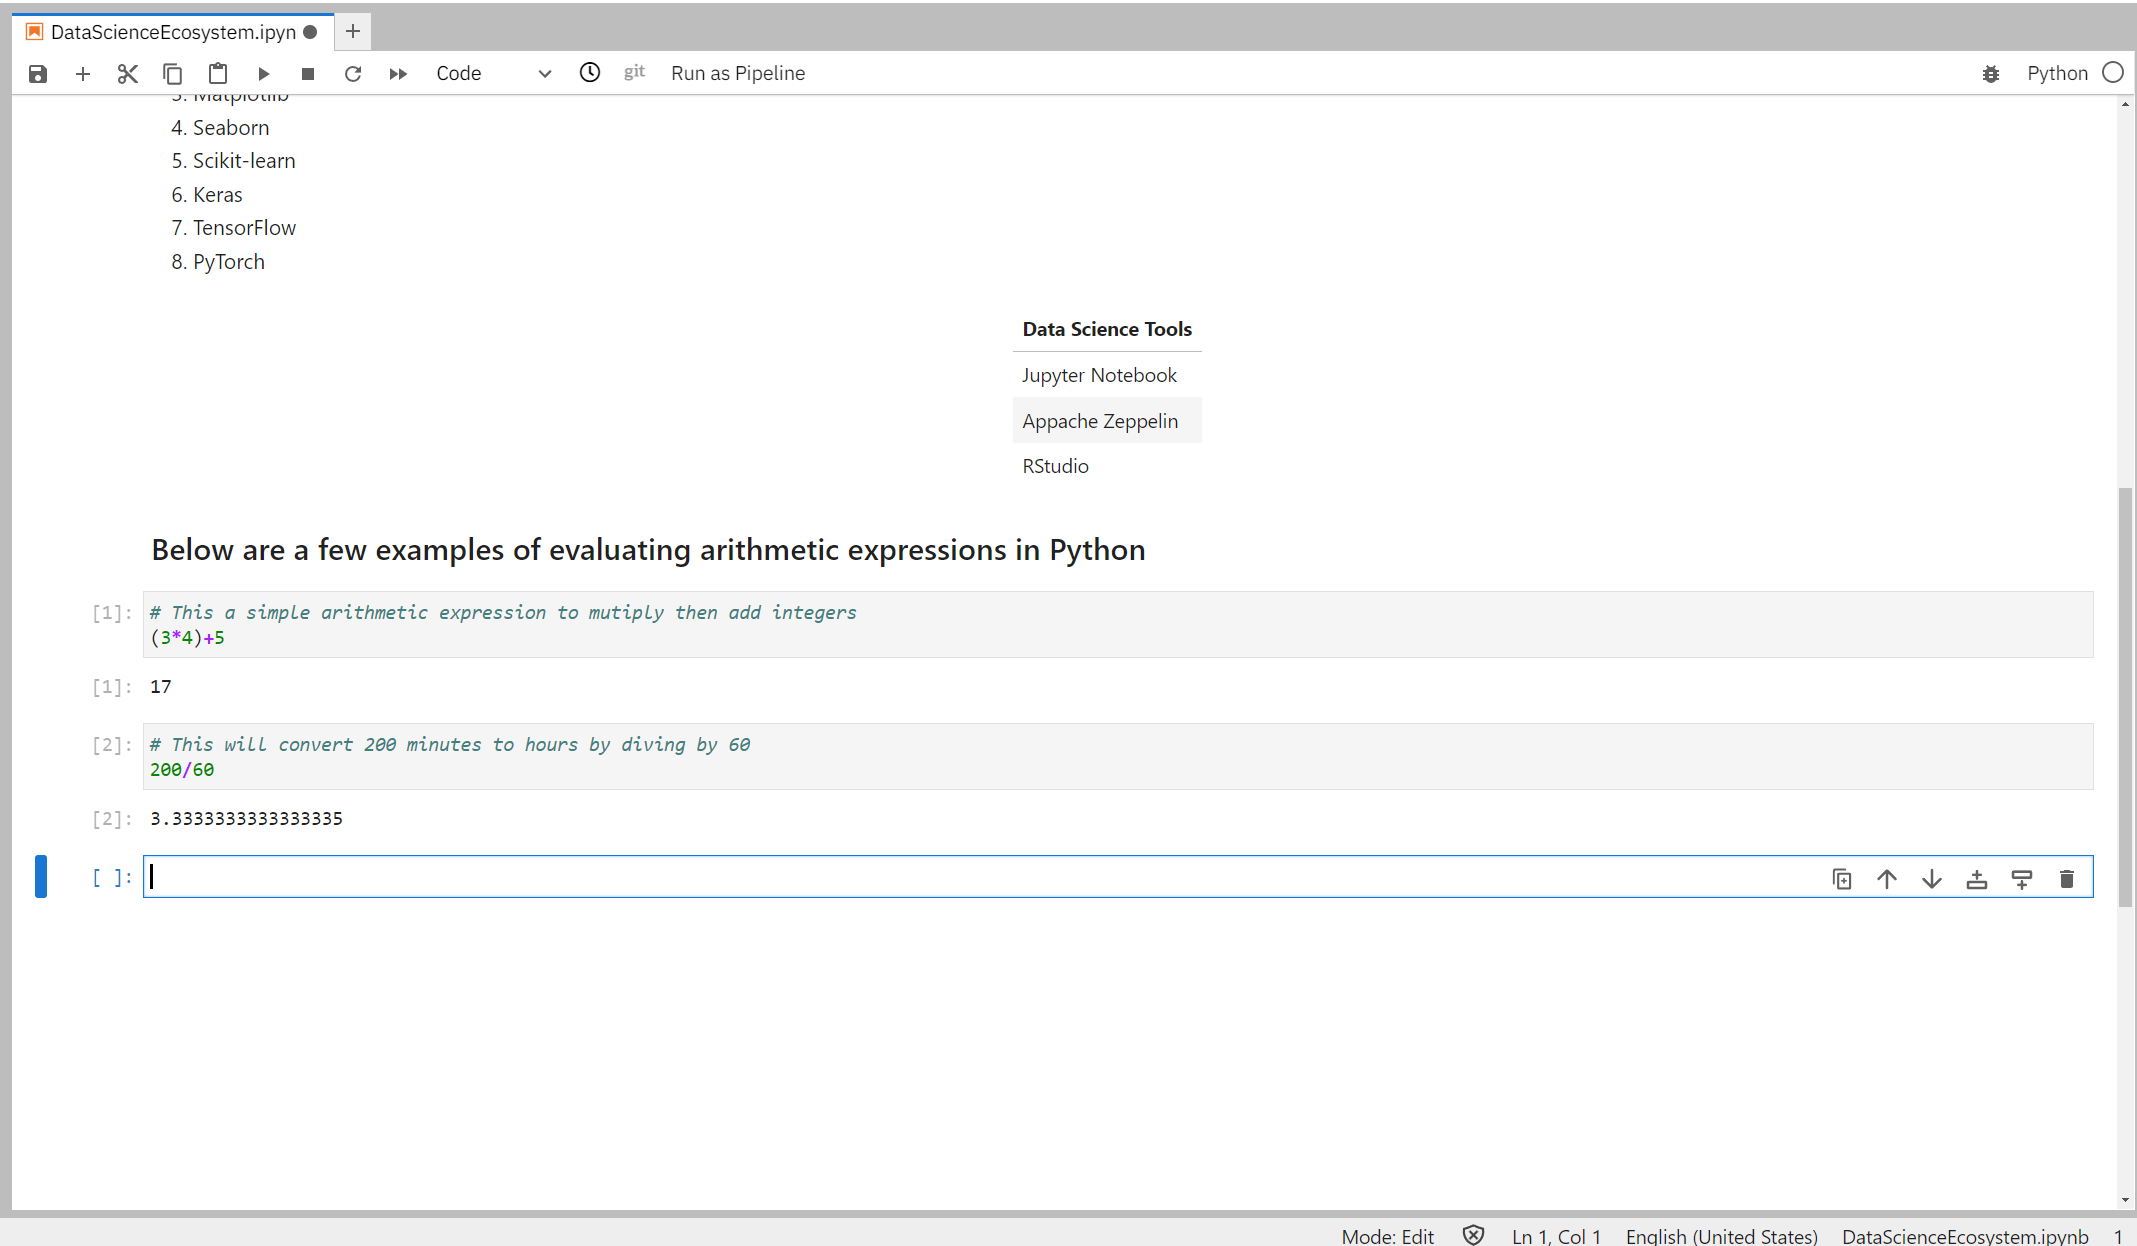 DataScienceEcosystem.ipyn
Code git Run as Pipeline Python
3. Matplotlib
4. Seaborn
5. Scikit-learn
6. Keras
7. TensorFlow
8. PyTorch
Data Science Tools
Jupyter Notebook
Appache Zeppelin
RStudio
Below are a few examples of evaluating arithmetic expressions in Python
[1]: # This a simple arithmetic expression to mutiply then add integers
(3*4)+5
[1]: 17
[2]: # This will convert 200 minutes to hours by diving by 60
200/60
[2]: 3.3333333333333335
[ ]:
Mode: Edit Ln 1, Col 1 English (United States) DataScienceEcosystem.ipynb 1